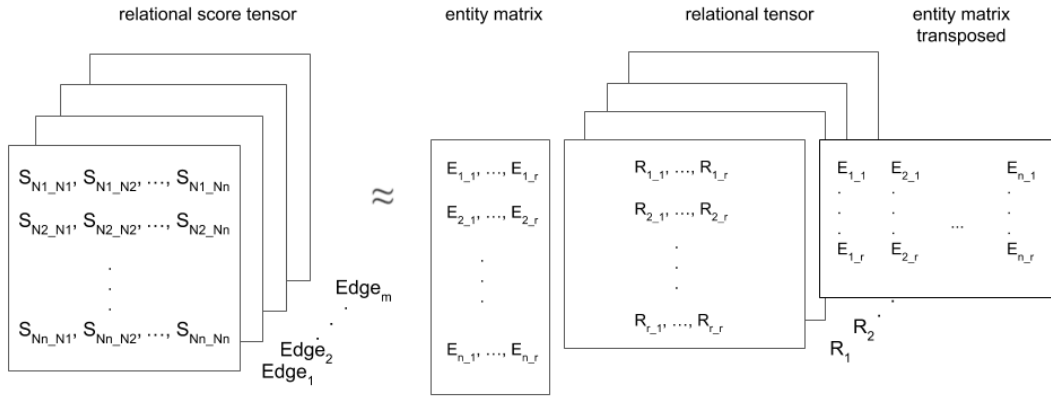 relational score tensor
entity matrix
relational tensor
entity matrix
transposed
S_N1_N1, S_N1_N2, ..., S_N1_Nn
S_N2_N1, S_N2_N2, ..., S_N2_Nn
.
.
.
S_Nn_N1, S_Nn_N2, ..., S_Nn_Nn
Edge_1
Edge_2
. . .
Edge_m
≈
E_1_1, ..., E_1_r
E_2_1, ..., E_2_r
.
.
.
E_n_1, ..., E_n_r
R_1_1, ..., R_1_r
R_2_1, ..., R_2_r
.
.
.
R_r_1, ..., R_r_r
R_1
R_2
. .
E_1_1 E_2_1 E_n_1
. . .
. . ... .
. . .
E_1_r E_2_r E_n_r